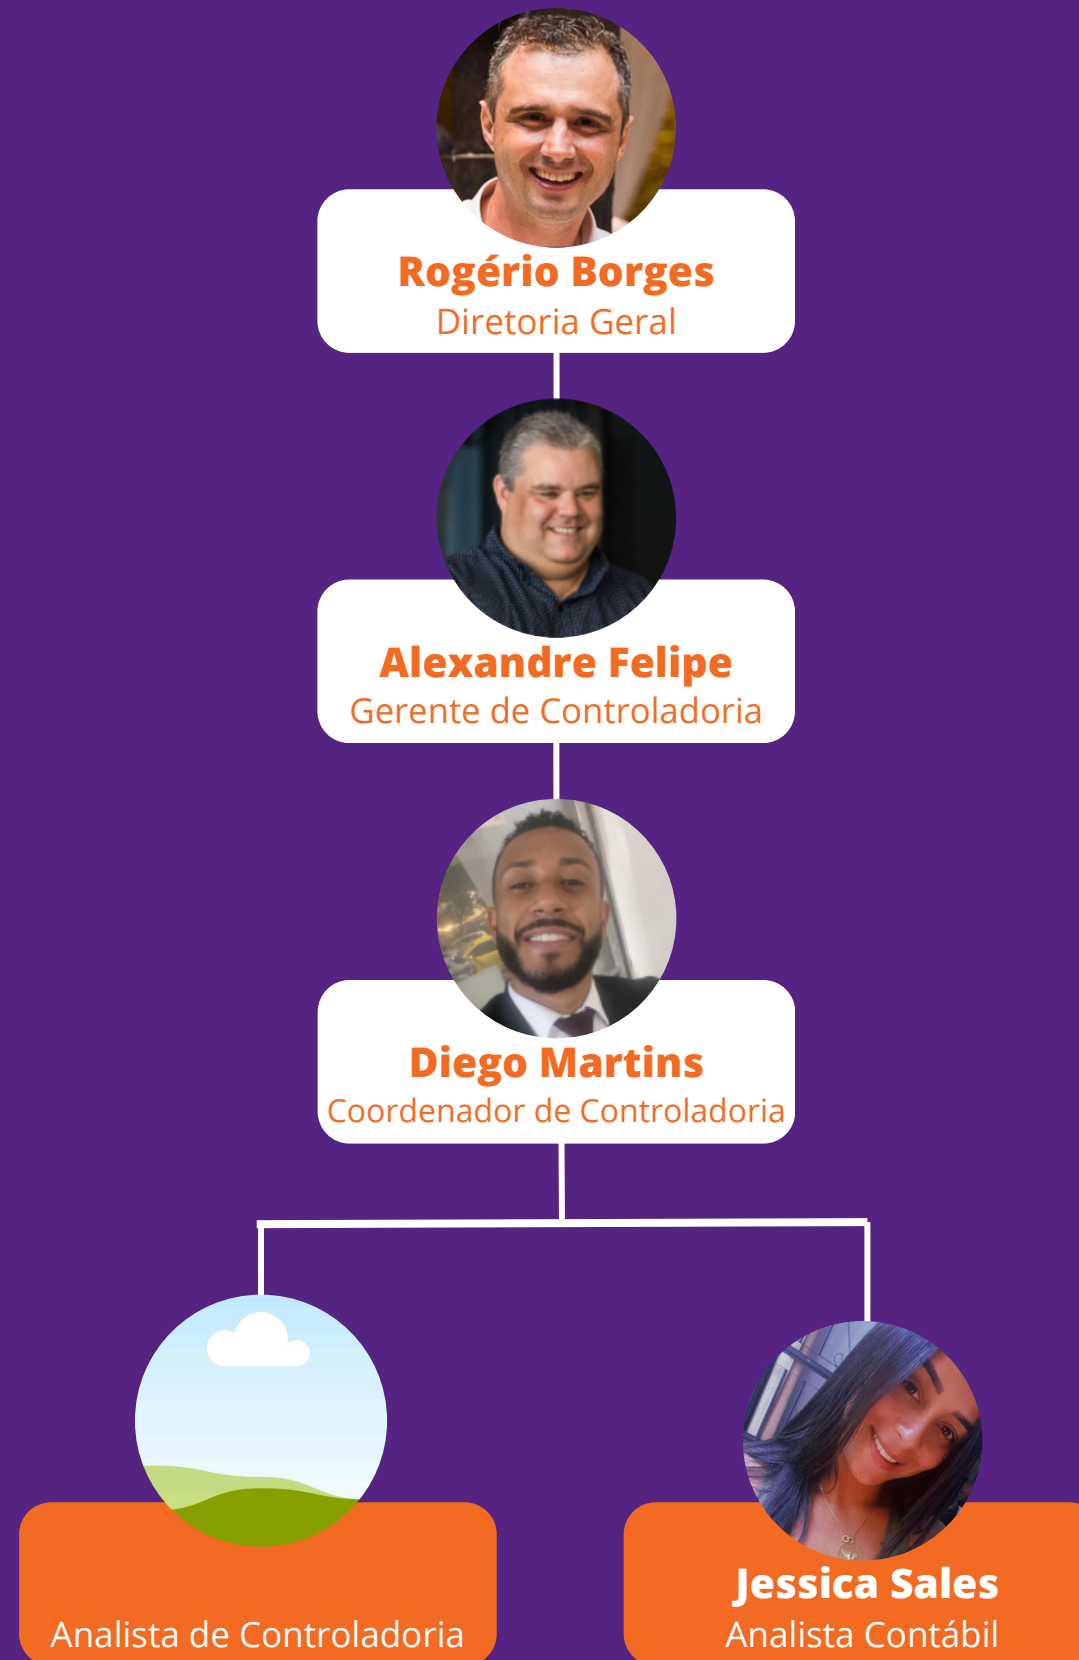 Rogério Borges
Diretoria Geral
Alexandre Felipe
Gerente de Controladoria
Diego Martins
Coordenador de Controladoria
Analista de Controladoria
Jessica Sales
Analista Contábil